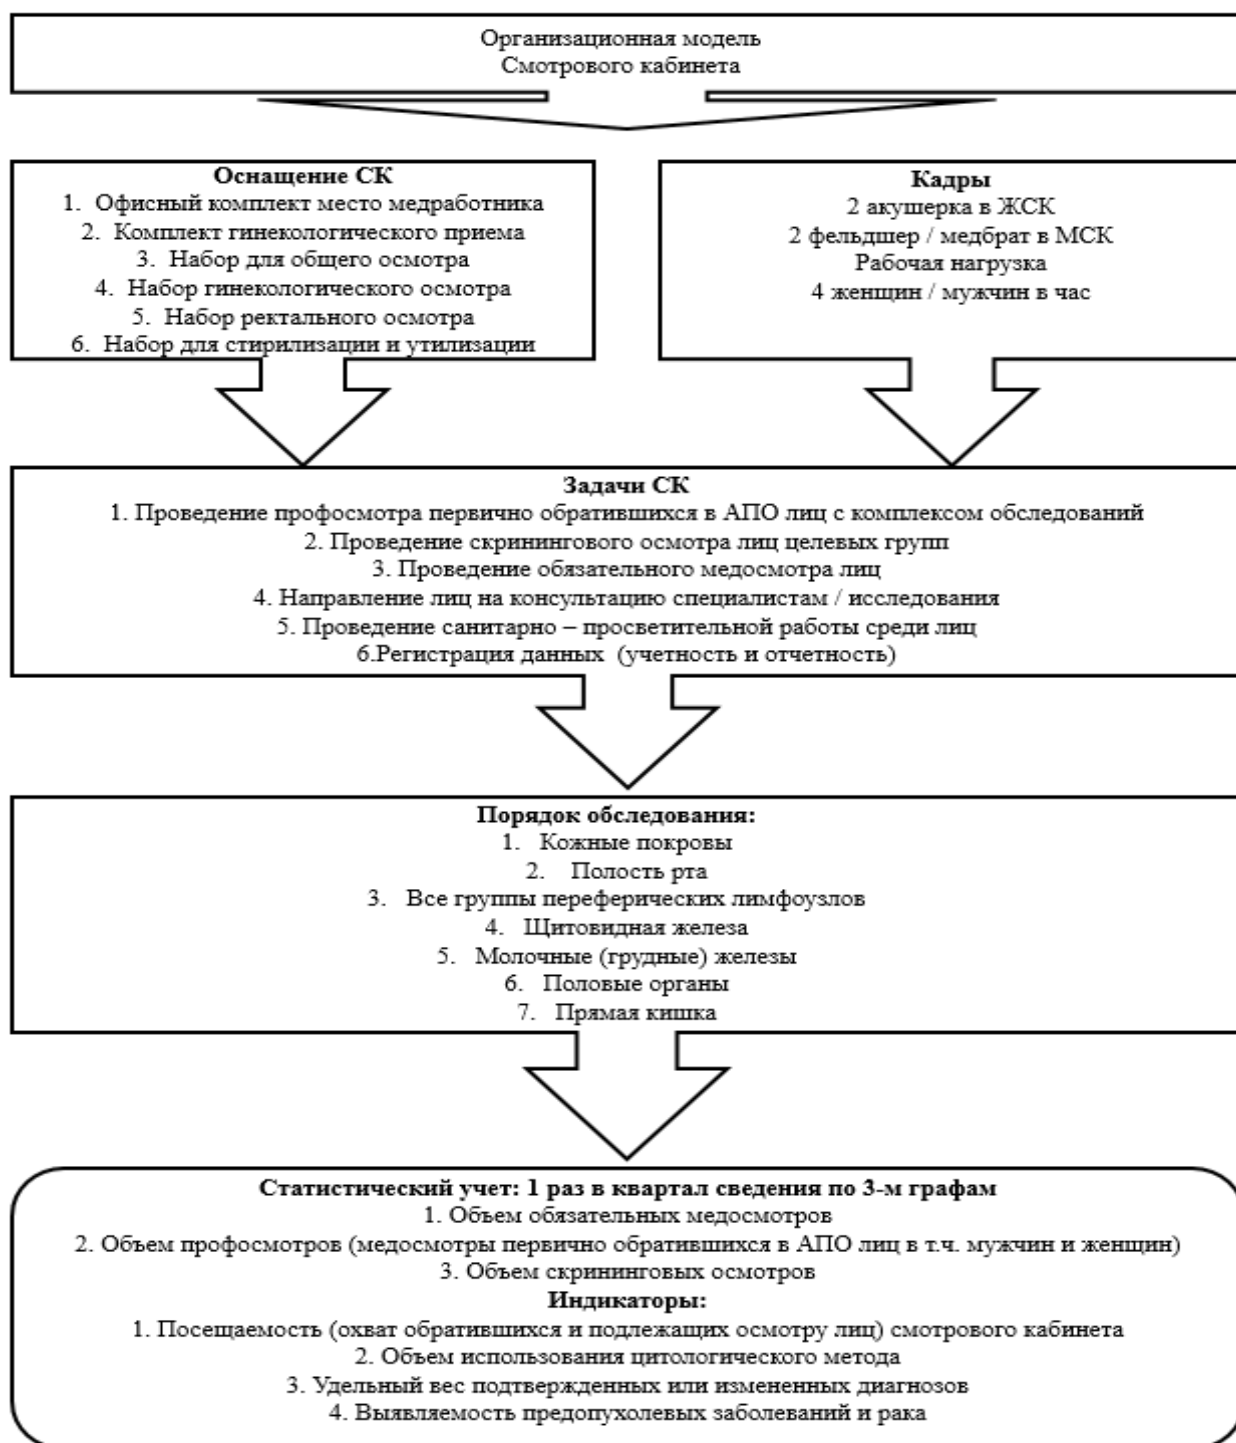 Организационная модель
Смотрового кабинета
Оснащение СК
1. Офисный комплект место медработника
2. Комплект гинекологического приема
3. Набор для общего осмотра
4. Набор гинекологического осмотра
5. Набор ректального осмотра
6. Набор для стирилизации и утилизации
Кадры
2 акушерка в ЖСК
2 фельдшер / медбрат в МСК
Рабочая нагрузка
4 женщин / мужчин в час
Задачи СК
1. Проведение профосмотра первично обратившихся в АПО лиц с комплексом обследований
2. Проведение скринингового осмотра лиц целевых групп
3. Проведение обязательного медосмотра лиц
4. Направление лиц на консультацию специалистам / исследования
5. Проведение санитарно – просветительной работы среди лиц
6.Регистрация данных (учетность и отчетность)
Порядок обследования:
1. Кожные покровы
2. Полость рта
3. Все группы переферических лимфоузлов
4. Щитовидная железа
5. Молочные (грудные) железы
6. Половые органы
7. Прямая кишка
Статистический учет: 1 раз в квартал сведения по 3-м графам
1. Объем обязательных медосмотров
2. Объем профосмотров (медосмотры первично обратившихся в АПО лиц в т.ч. мужчин и женщин)
3. Объем скрининговых осмотров
Индикаторы:
1. Посещаемость (охват обратившихся и подлежащих осмотру лиц) смотрового кабинета
2. Объем использования цитологического метода
3. Удельный вес подтвержденных или измененных диагнозов
4. Выявляемость предопухолевых заболеваний и рака